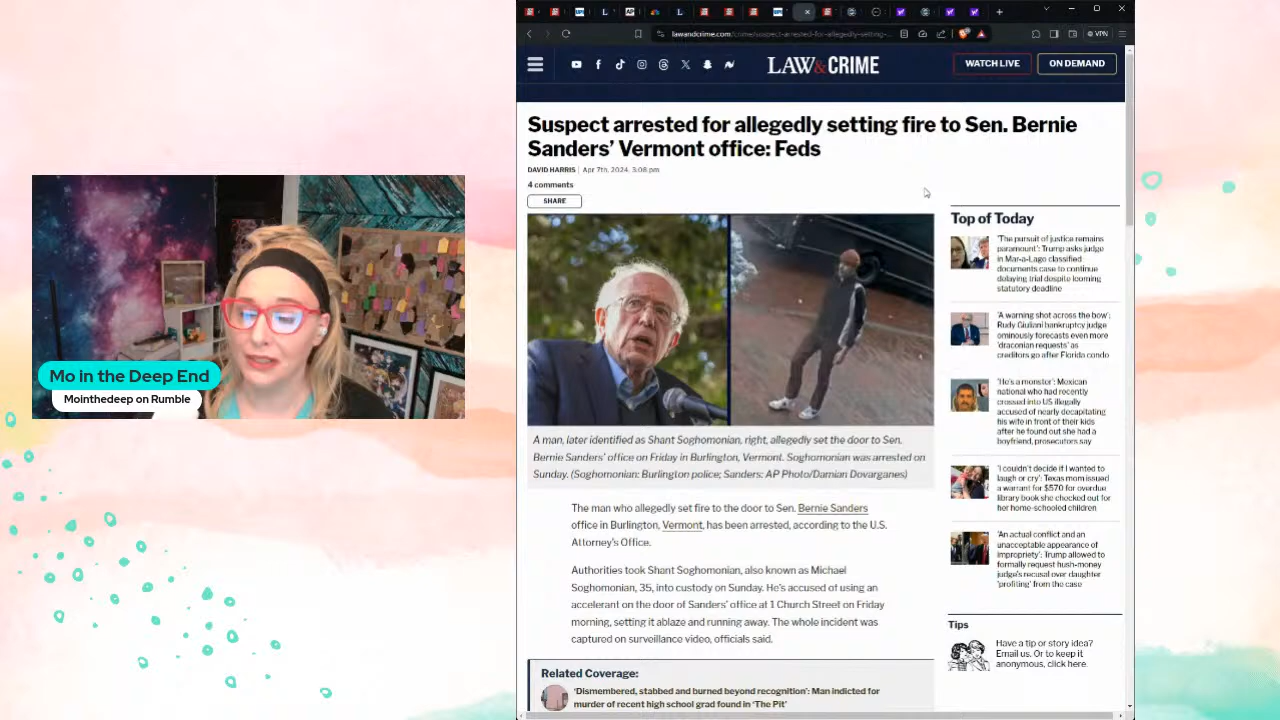 lawandcrime.com/crime/suspect-arrested-for-allegedly-setting-...
VPN
LAW&CRIME
WATCH LIVE
ON DEMAND
Suspect arrested for allegedly setting fire to Sen. Bernie
Sanders' Vermont office: Feds
DAVID HARRIS | Apr 7th, 2024, 3:08 pm
4 comments
SHARE
A man, later identified as Shant Soghomonian, right, allegedly set the door to Sen.
Bernie Sanders' office on Friday in Burlington, Vermont. Soghomonian was arrested on
Sunday. (Soghomonian: Burlington police; Sanders: AP Photo/Damian Dovarganes)
The man who allegedly set fire to the door to Sen. Bernie Sanders
office in Burlington, Vermont, has been arrested, according to the U.S.
Attorney's Office.
Authorities took Shant Soghomonian, also known as Michael
Soghomonian, 35, into custody on Sunday. He's accused of using an
accelerant on the door of Sanders' office at 1 Church Street on Friday
morning, setting it ablaze and running away. The whole incident was
captured on surveillance video, officials said.
Related Coverage:
'Dismembered, stabbed and burned beyond recognition': Man indicted for
murder of recent high school grad found in 'The Pit'
Top of Today
'The pursuit of justice remains
paramount': Trump asks judge
in Mar-a-Lago classified
documents case to continue
delaying trial despite looming
statutory deadline
'A warning shot across the bow':
Rudy Giuliani bankruptcy judge
ominously forecasts even more
'draconian requests' as
creditors go after Florida condo
'He's a monster': Mexican
national who had recently
crossed into US illegally
accused of nearly decapitating
his wife in front of their kids
after he found out she had a
boyfriend, prosecutors say
'I couldn't decide if I wanted to
laugh or cry': Texas mom issued
a warrant for $570 for overdue
library book she checked out for
her home-schooled children
'An actual conflict and an
unacceptable appearance of
impropriety': Trump allowed to
formally request hush-money
judge's recusal over daughter
'profiting' from the case
Tips
Have a tip or story idea?
Email us. Or to keep it
anonymous, click here.
Mo in the Deep End
Mointhedeep on Rumble